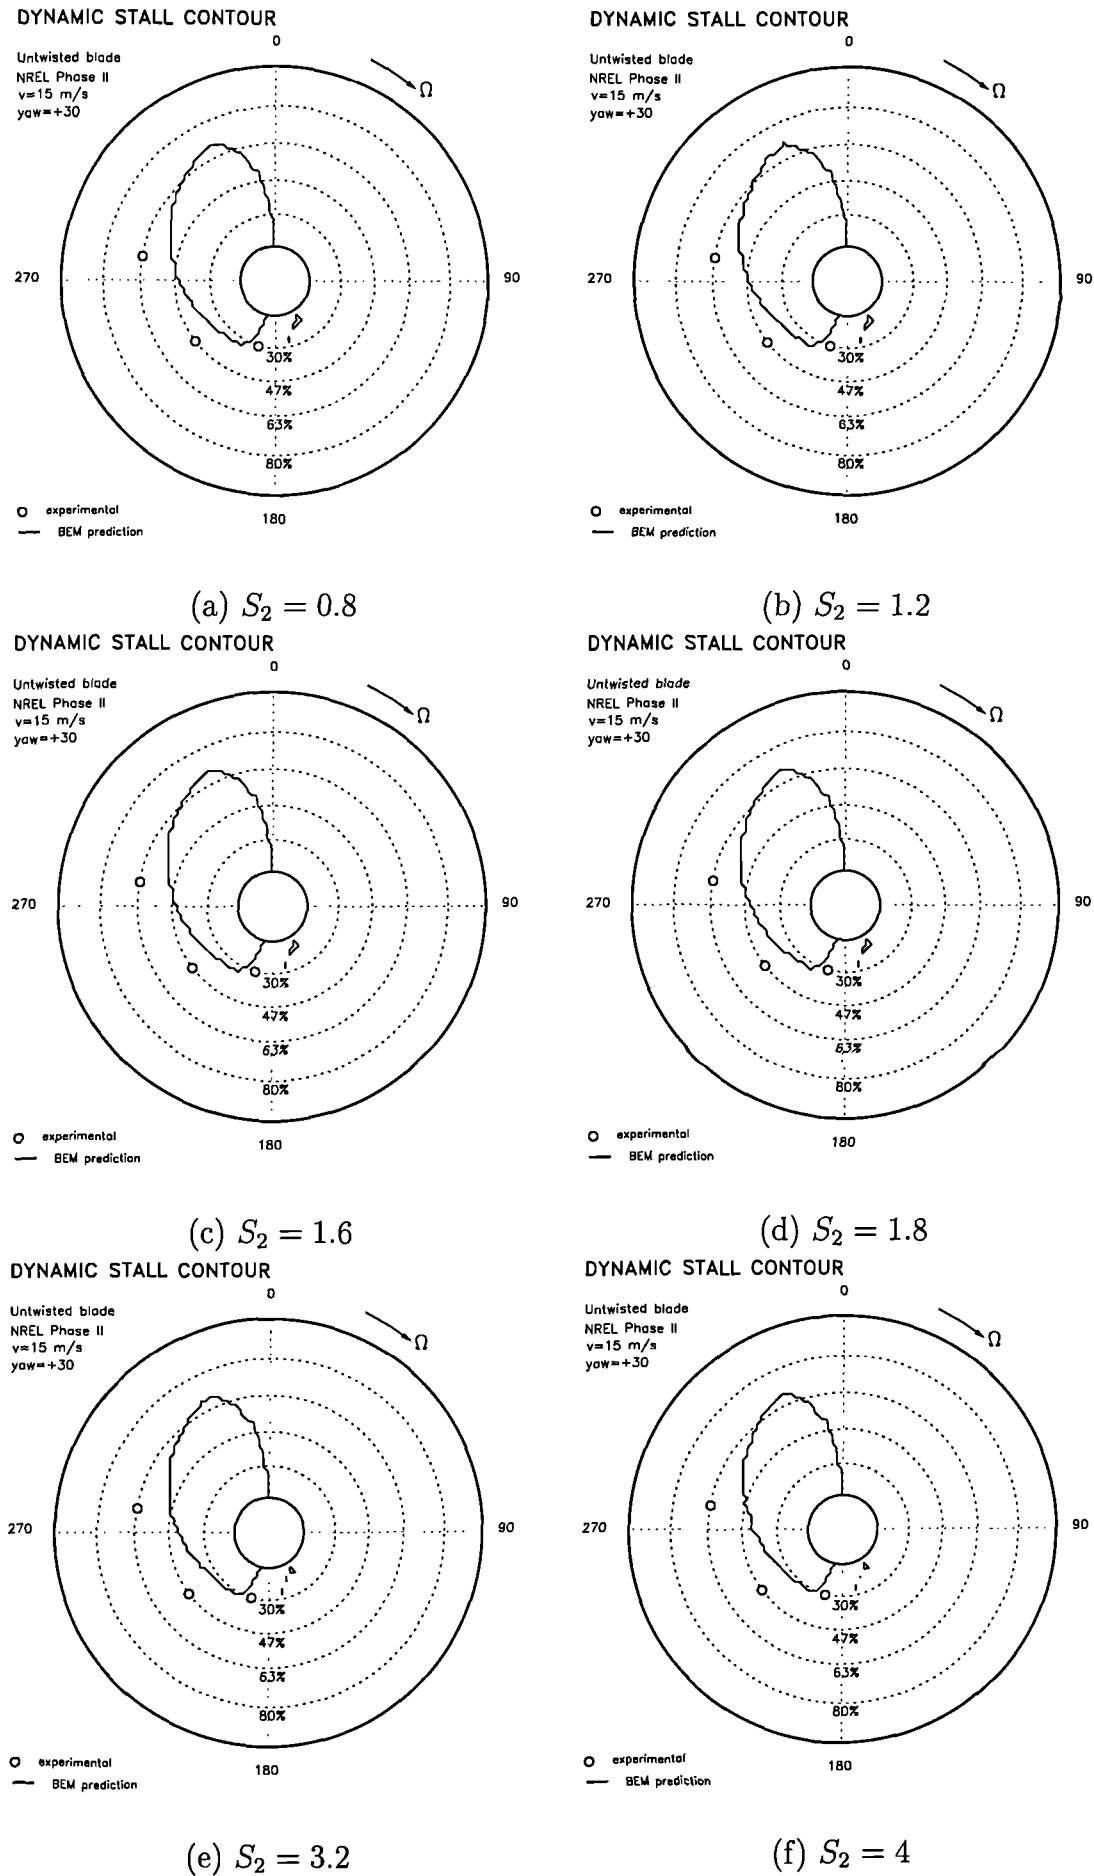 DYNAMIC STALL CONTOUR
Untwisted blade
NREL Phase II
v=15 m/s
yaw=+30
0
Ω
270
90
30%
47%
63%
80%
180
experimental
BEM prediction
(a) S₂ = 0.8
DYNAMIC STALL CONTOUR
Untwisted blade
NREL Phase II
v=15 m/s
yaw=+30
0
Ω
270
90
30%
47%
63%
80%
180
experimental
BEM prediction
(b) S₂ = 1.2
DYNAMIC STALL CONTOUR
Untwisted blade
NREL Phase II
v=15 m/s
yaw=+30
0
Ω
270
90
30%
47%
63%
80%
180
experimental
BEM prediction
(c) S₂ = 1.6
DYNAMIC STALL CONTOUR
Untwisted blade
NREL Phase II
v=15 m/s
yaw=+30
0
Ω
270
90
30%
47%
63%
80%
180
experimental
BEM prediction
(d) S₂ = 1.8
DYNAMIC STALL CONTOUR
Untwisted blade
NREL Phase II
v=15 m/s
yaw=+30
0
Ω
270
90
30%
47%
63%
80%
180
experimental
BEM prediction
(e) S₂ = 3.2
DYNAMIC STALL CONTOUR
Untwisted blade
NREL Phase II
v=15 m/s
yaw=+30
0
Ω
270
90
30%
47%
63%
80%
180
experimental
BEM prediction
(f) S₂ = 4